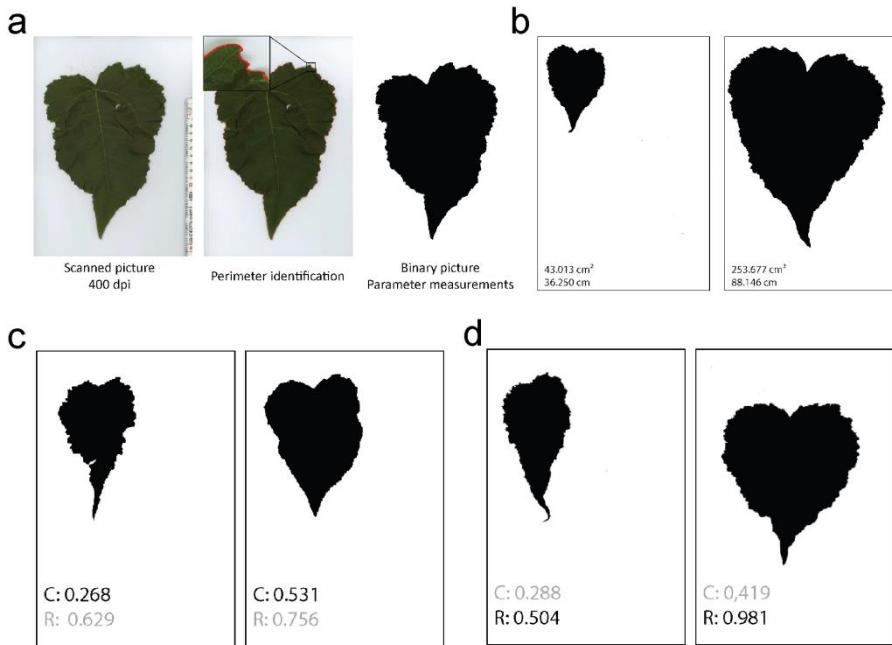 a
b
Scanned picture
400 dpi
Perimeter identification
Binary picture
Parameter measurements
43.013 cm²
36.250 cm
253.677 cm²
88.146 cm
c
d
C: 0.268
R: 0.629
C: 0.531
R: 0.756
C: 0.288
R: 0.504
C: 0,419
R: 0.981